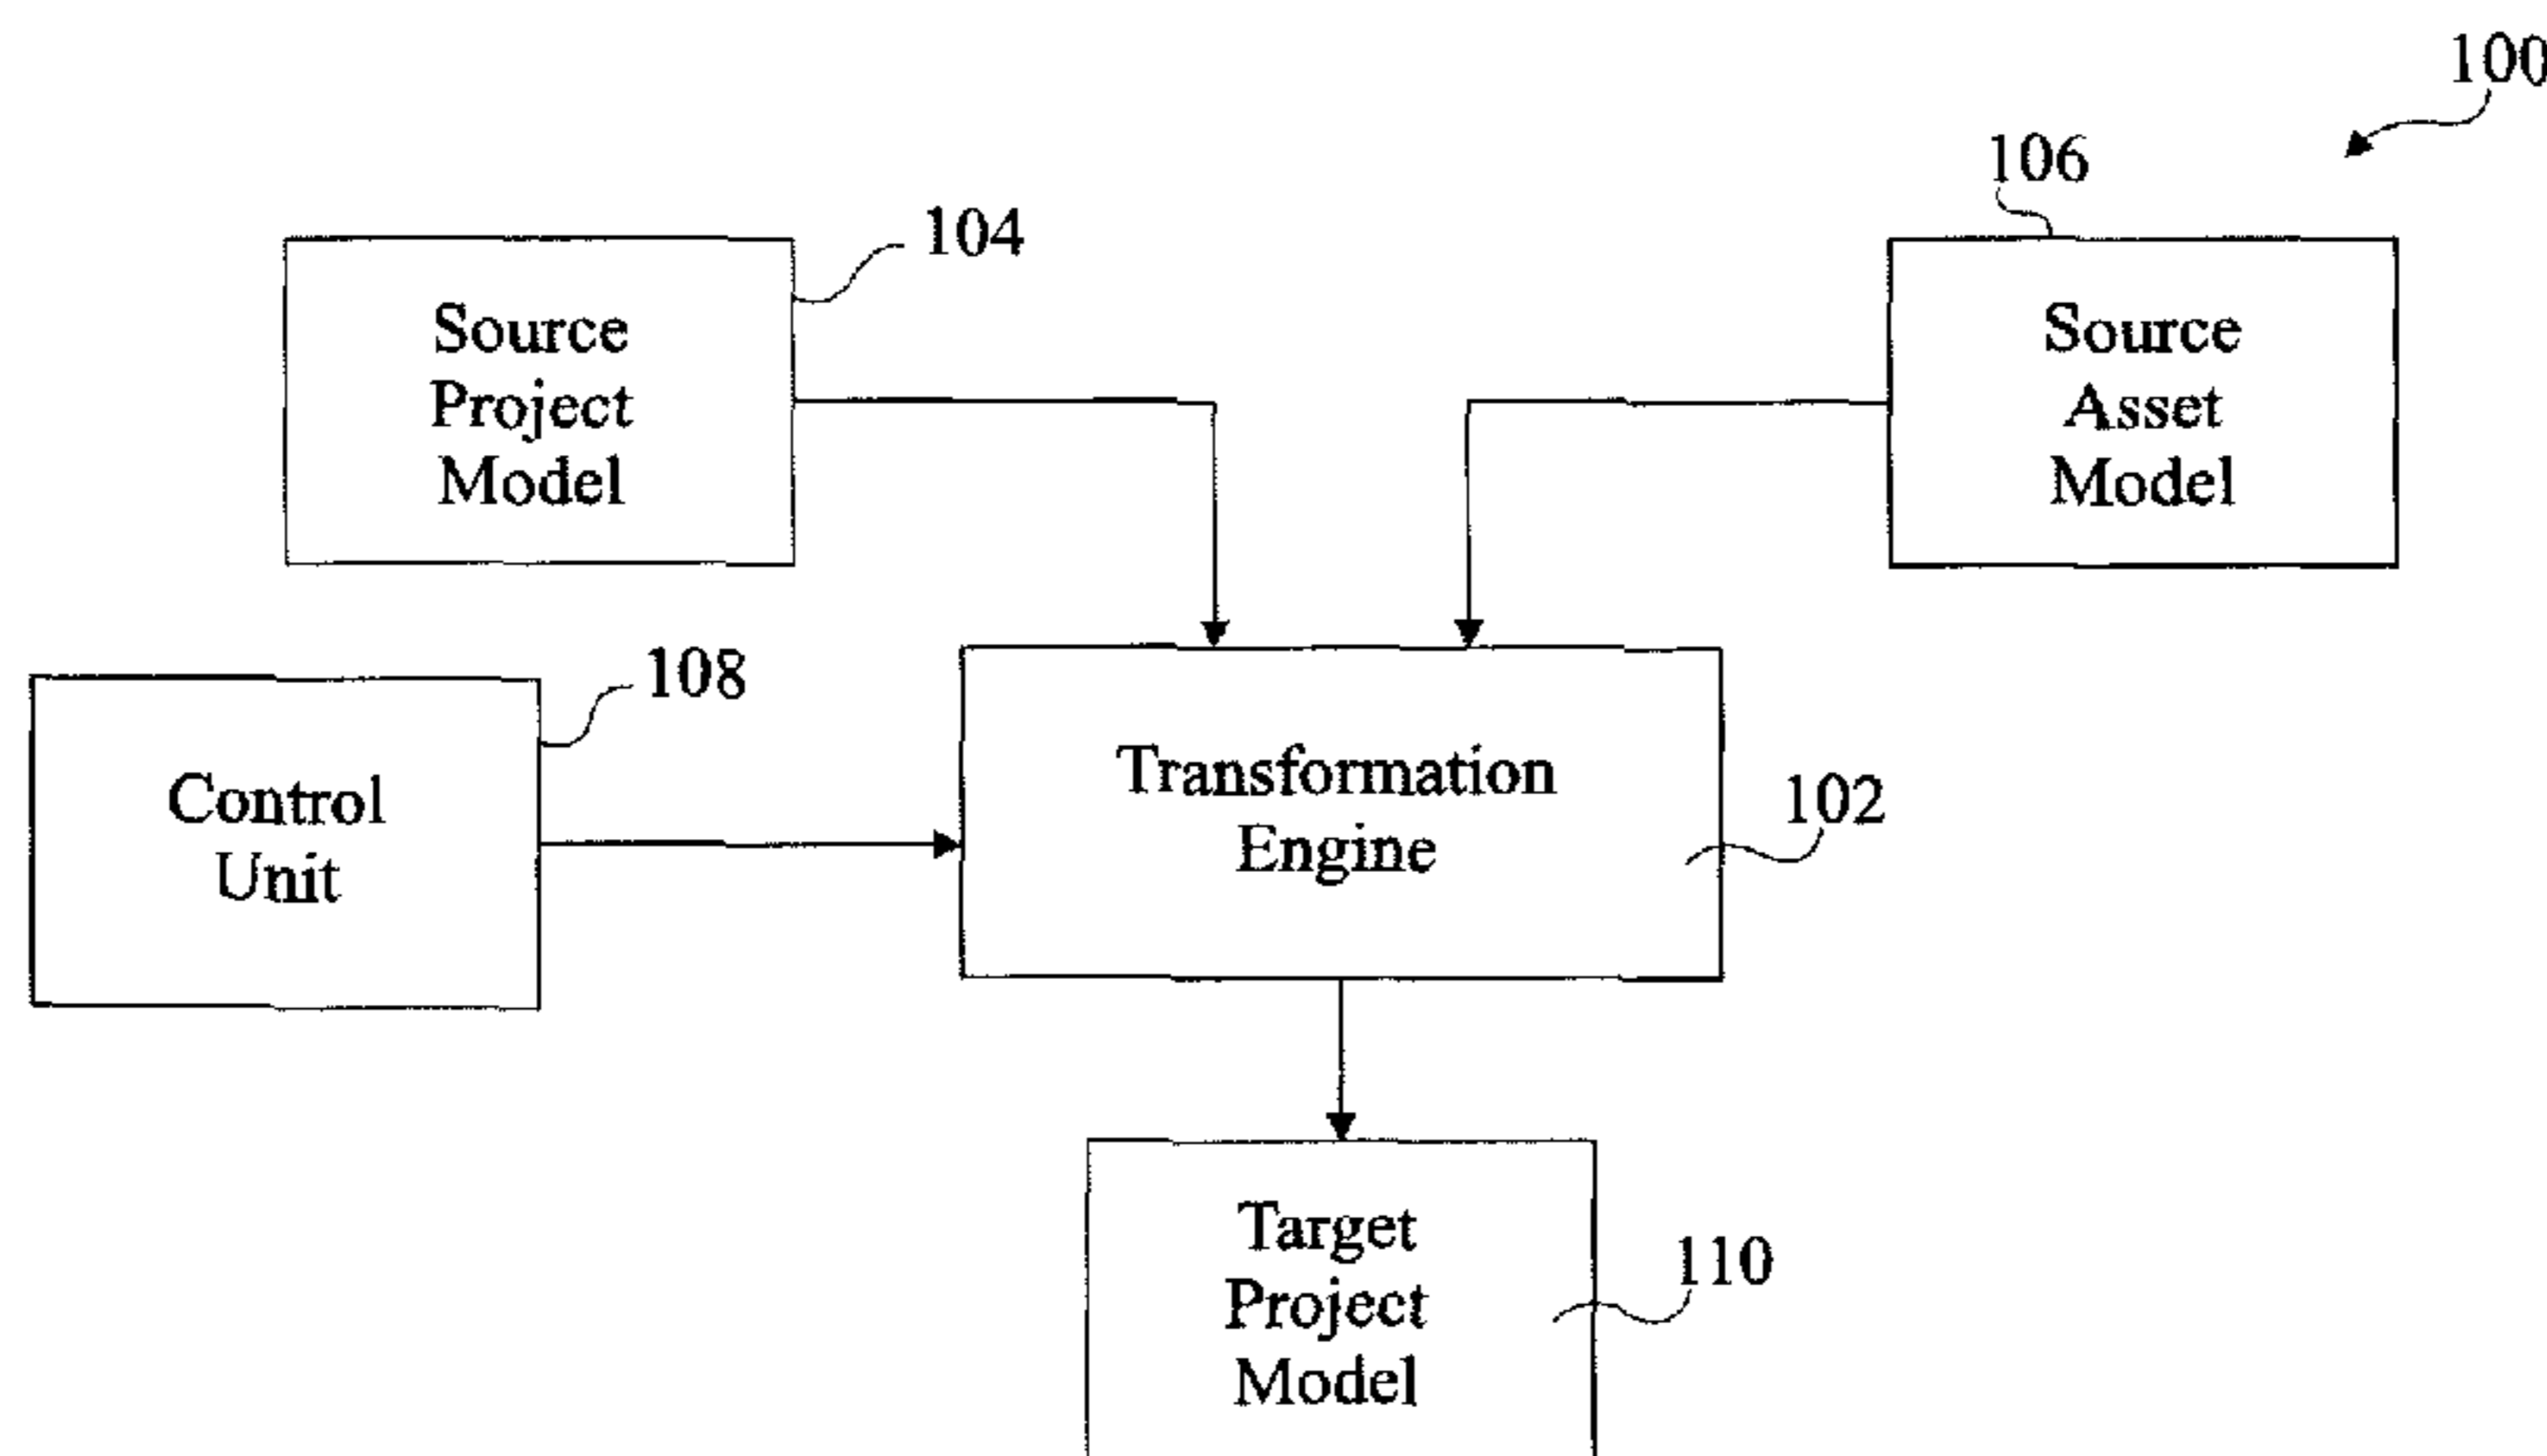 100
106
104
Source
Project
Model
Source
Asset
Model
108
Control
Unit
Transformation
Engine
102
Target
Project
Model
110